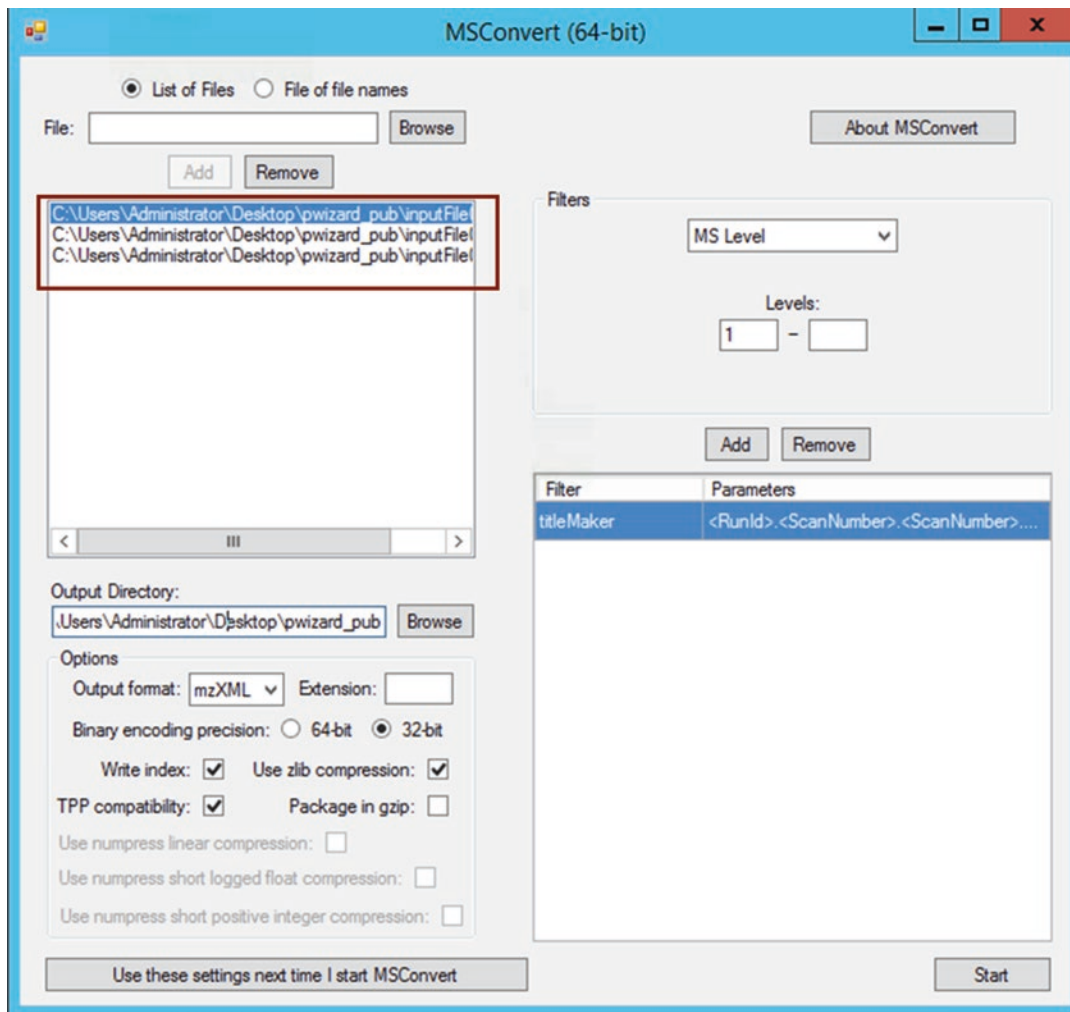 MSConvert (64-bit)
List of Files File of file names
File: Browse About MSConvert
Add Remove
C:\Users\Administrator\Desktop\pwizard_pub\inputFile
C:\Users\Administrator\Desktop\pwizard_pub\inputFile
C:\Users\Administrator\Desktop\pwizard_pub\inputFile
Filters
MS Level
Levels:
1 -
Add Remove
Filter Parameters
titleMaker <RunId>.<ScanNumber>.<ScanNumber>....
Output Directory:
.Users\Administrator\Desktop\pwizard_pub Browse
Options
Output format: mzXML Extension:
Binary encoding precision: 64-bit 32-bit
Write index: Use zlib compression:
TPP compatibility: Package in gzip:
Use numpress linear compression:
Use numpress short logged float compression:
Use numpress short positive integer compression:
Use these settings next time I start MSConvert Start